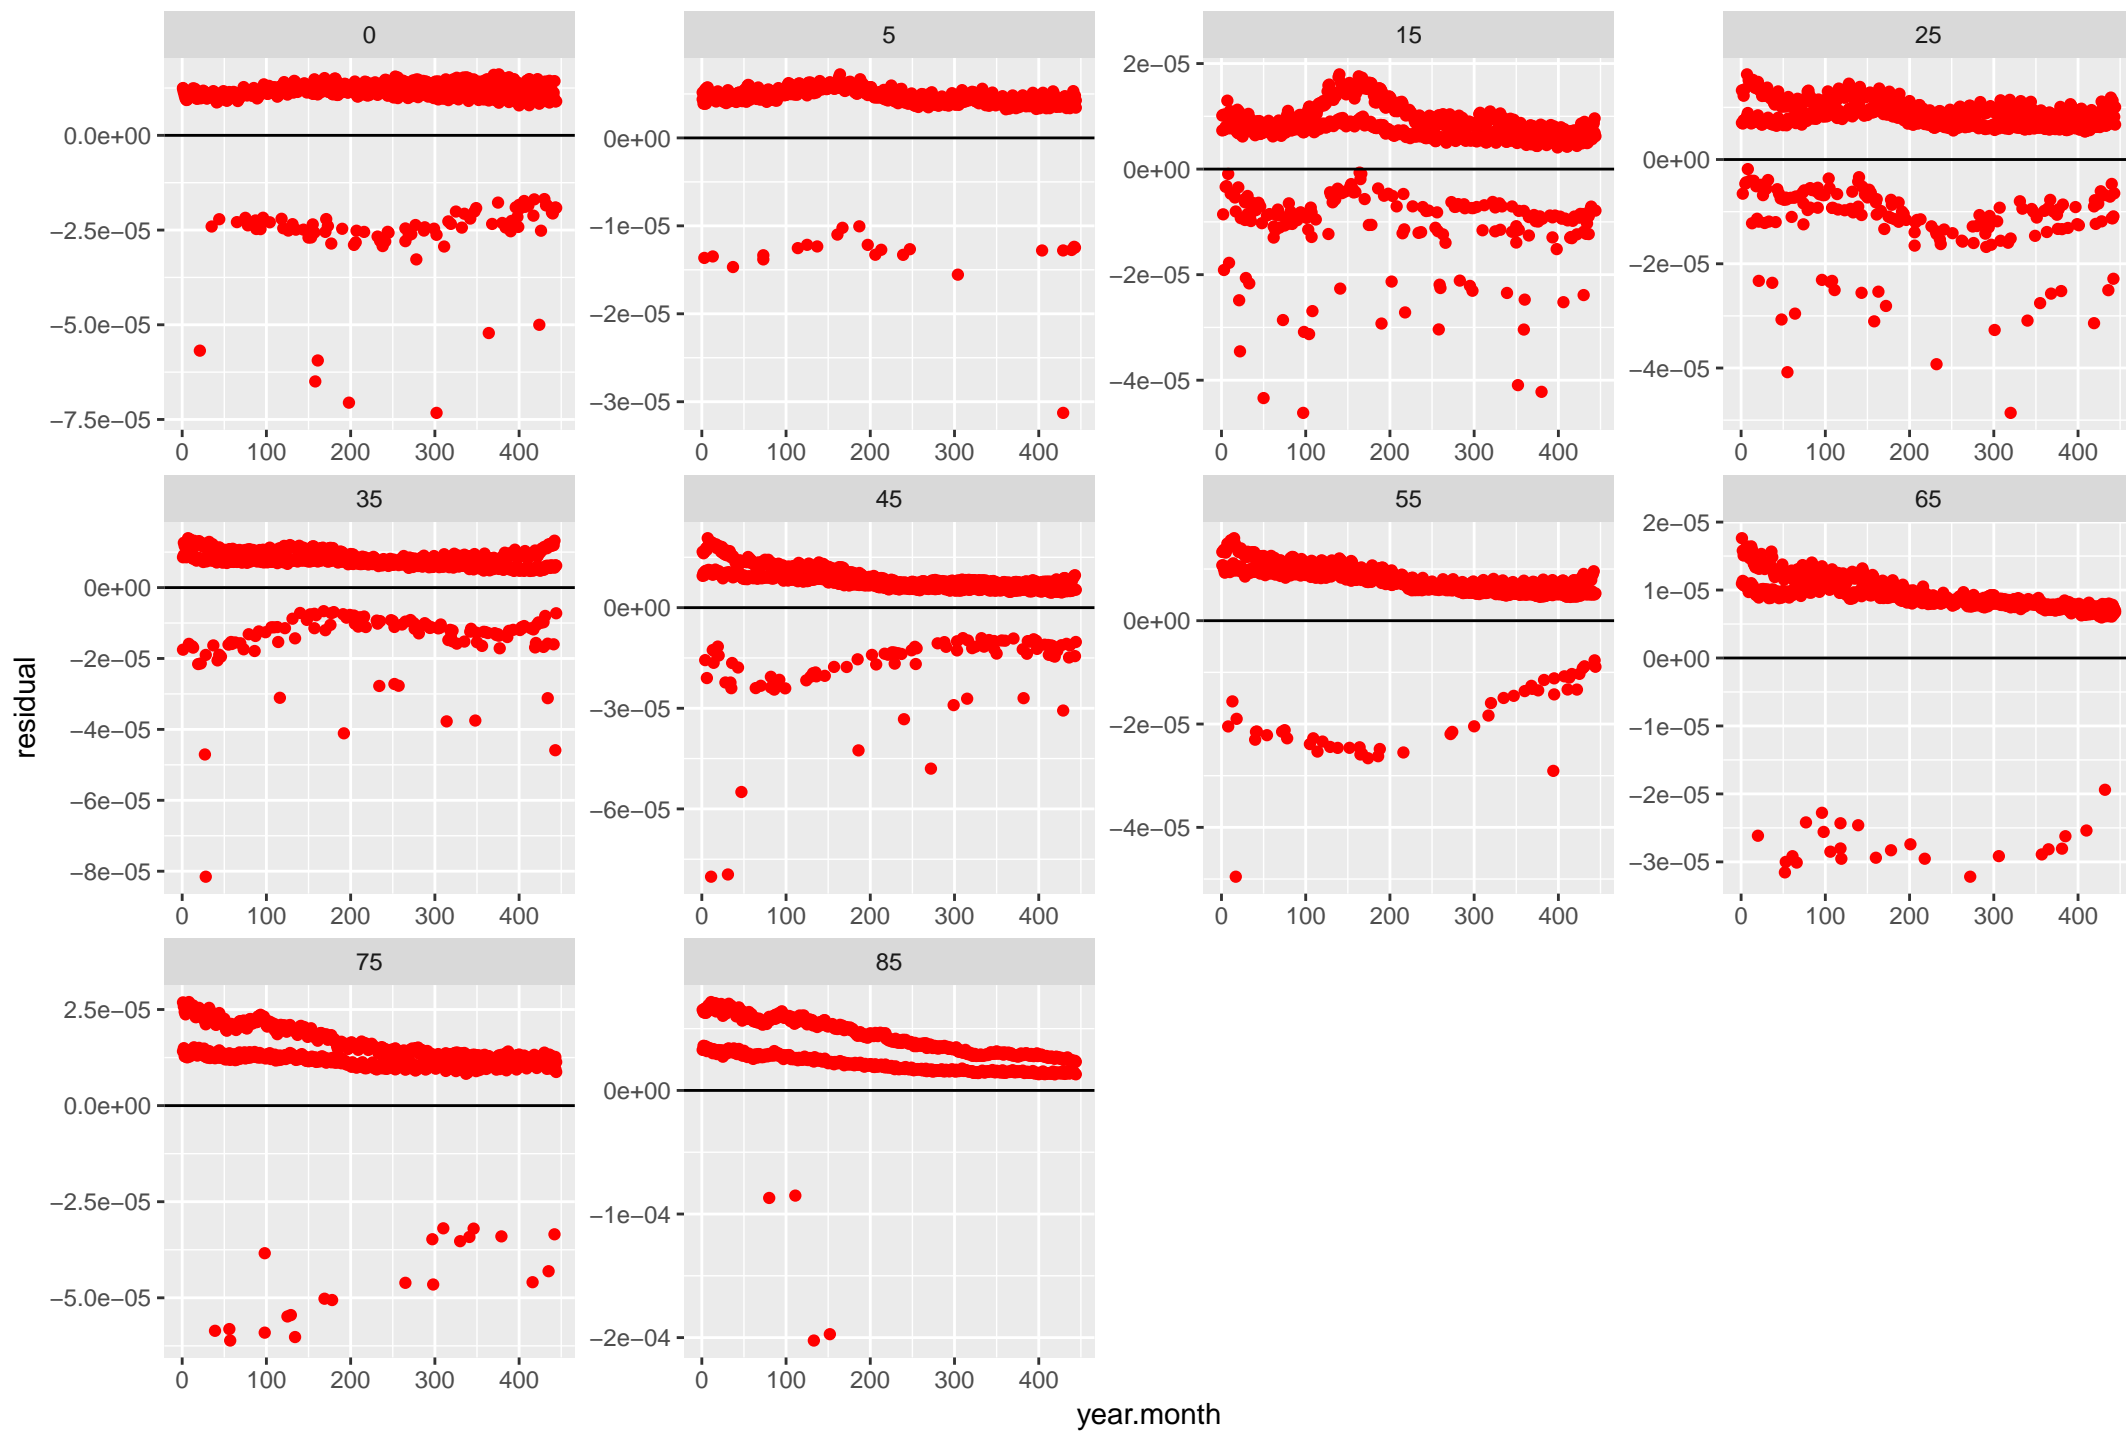 0 5 15 25
0.0e+00
−2.5e−05
−5.0e−05
−7.5e−05
0e+00
−1e−05
−2e−05
−3e−05
2e−05
0e+00
−2e−05
−4e−05
0e+00
−2e−05
−4e−05
0 100 200 300 400 0 100 200 300 400 0 100 200 300 400 0 100 200 300 400
35 45 55 65
0e+00
−2e−05
−4e−05
−6e−05
−8e−05
0e+00
−3e−05
−6e−05
0e+00
−2e−05
−4e−05
2e−05
1e−05
0e+00
−1e−05
−2e−05
−3e−05
0 100 200 300 400 0 100 200 300 400 0 100 200 300 400 0 100 200 300 400
residual
75 85
2.5e−05
0.0e+00
−2.5e−05
−5.0e−05
0e+00
−1e−04
−2e−04
0 100 200 300 400 0 100 200 300 400
year.month